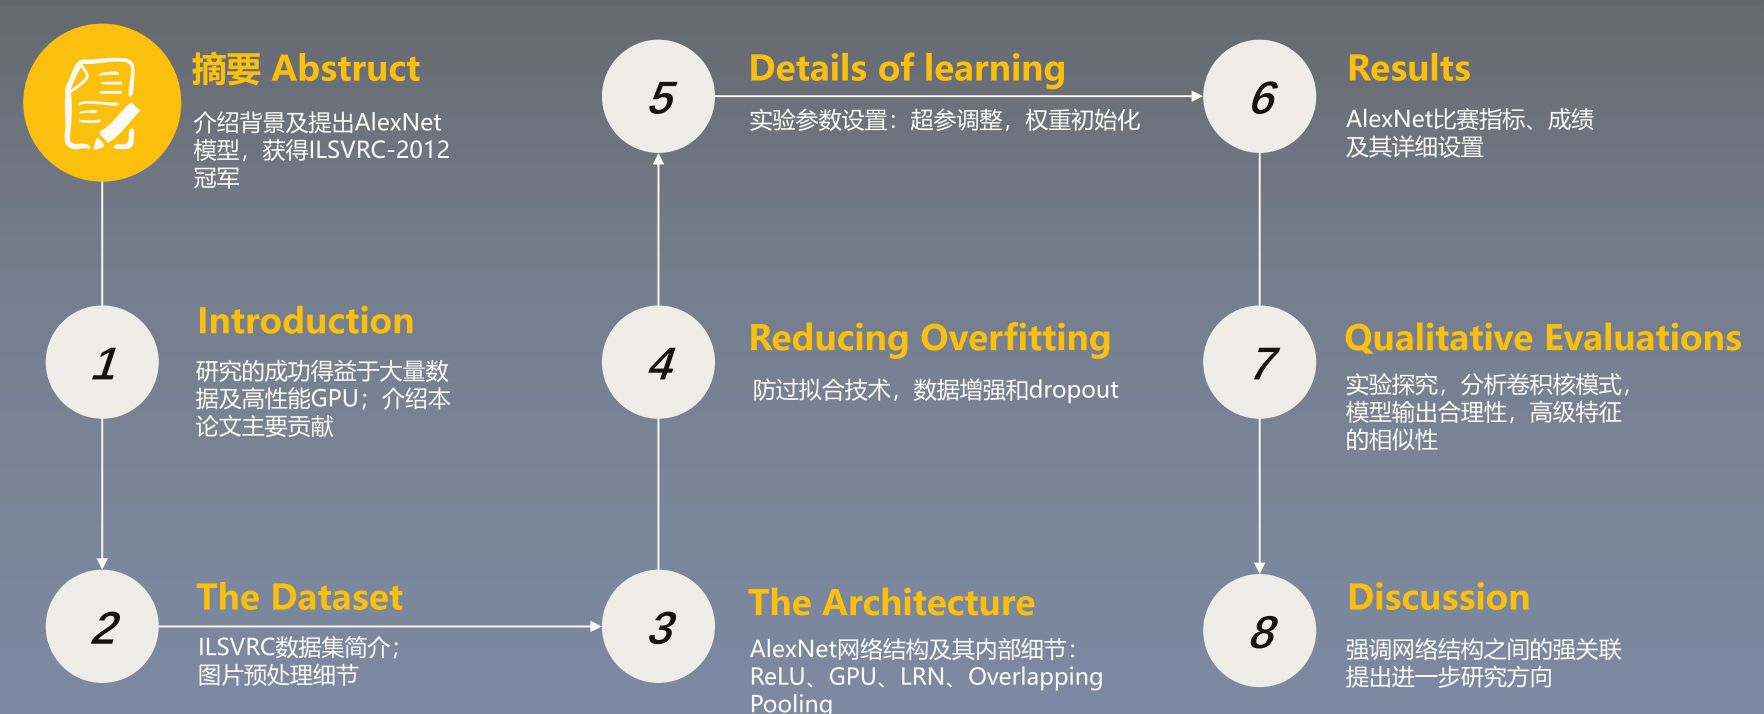 摘要 Abstruct
介绍背景及提出AlexNet
模型，获得ILSVRC-2012
冠军
1
Introduction
研究的成功得益于大量数
据及高性能GPU；介绍本
论文主要贡献
2
The Dataset
ILSVRC数据集简介；
图片预处理细节
3
The Architecture
AlexNet网络结构及其内部细节：
ReLU、GPU、LRN、Overlapping
Pooling
4
Reducing Overfitting
防过拟合技术，数据增强和dropout
5
Details of learning
实验参数设置：超参调整，权重初始化
6
Results
AlexNet比赛指标、成绩
及其详细设置
7
Qualitative Evaluations
实验探究，分析卷积核模式，
模型输出合理性，高级特征
的相似性
8
Discussion
强调网络结构之间的强关联
提出进一步研究方向